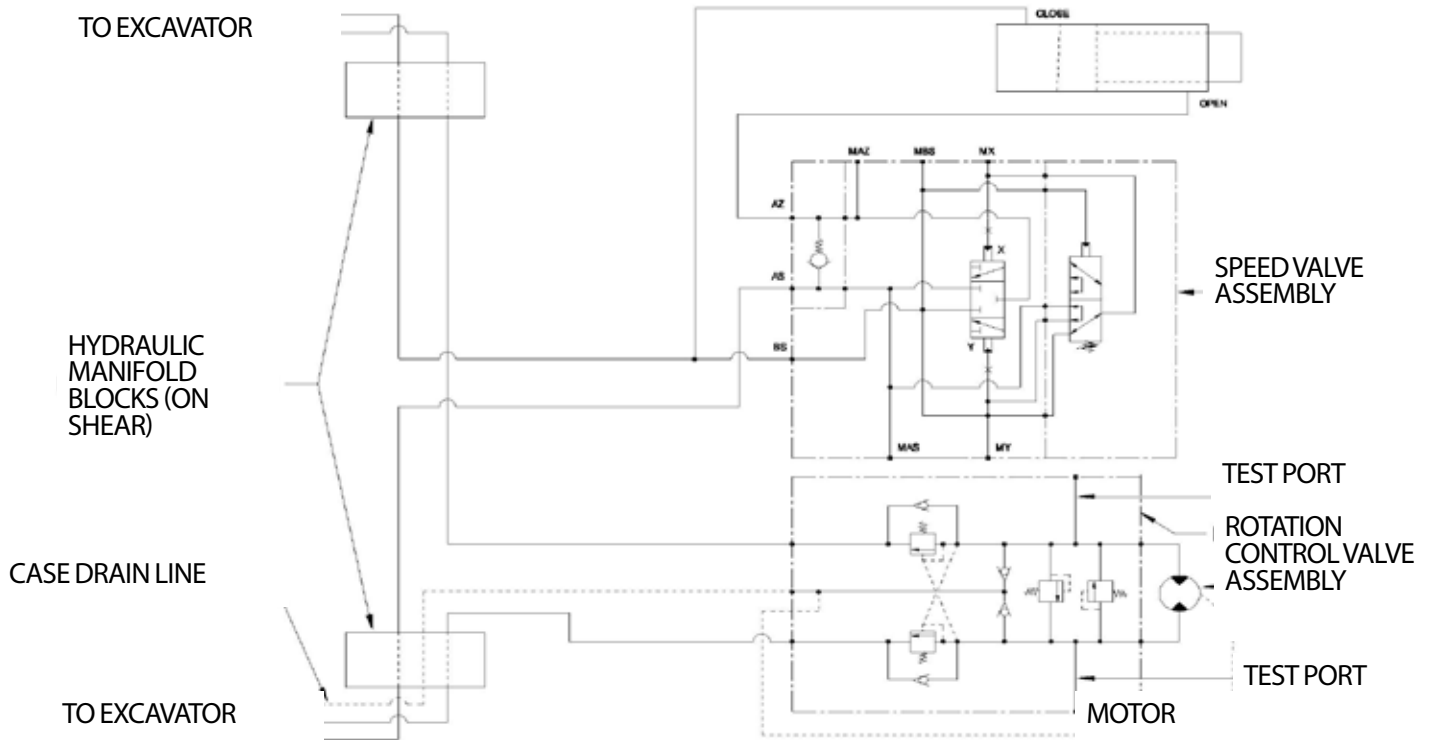 TO EXCAVATOR
CLOSE
OPEN
MAZ
MBS
MX
AZ
X
SPEED VALVE
ASSEMBLY
AS
HYDRAULIC
MANIFOLD
BLOCKS (ON
SHEAR)
BS
Y
MAS
MY
TEST PORT
ROTATION
CONTROL VALVE
ASSEMBLY
CASE DRAIN LINE
TEST PORT
TO EXCAVATOR
MOTOR